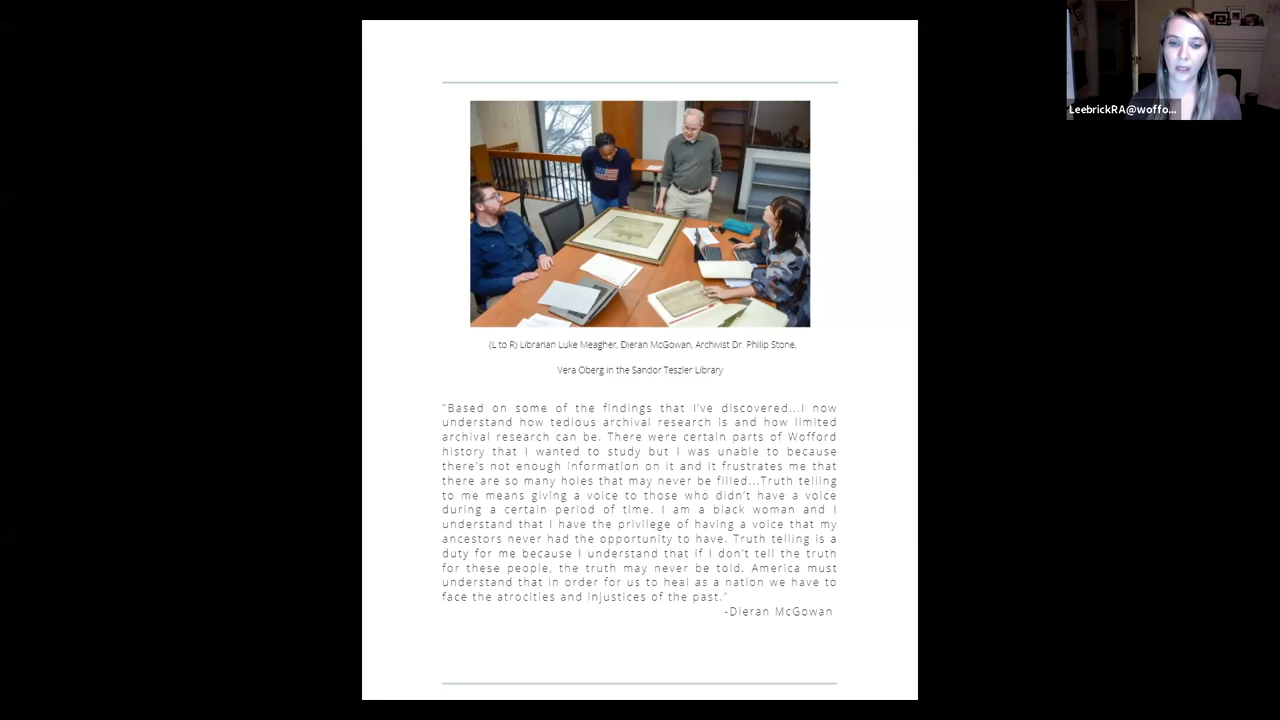 LeebrickRA@woffo...
(L to R) Librarian Luke Meagher, Dieran McGowan, Archivist Dr. Philip Stone,
Vera Oberg in the Sandor Teszler Library
"Based on some of the findings that I've discovered...I now
understand how tedious archival research is and how limited
archival research can be. There were certain parts of Wofford
history that I wanted to study but I was unable to because
there's not enough information on it and it frustrates me that
there are so many holes that may never be filled...Truth telling
to me means giving a voice to those who didn't have a voice
during a certain period of time. I am a black woman and I
understand that I have the privilege of having a voice that my
ancestors never had the opportunity to have. Truth telling is a
duty for me because I understand that if I don't tell the truth
for these people, the truth may never be told. America must
understand that in order for us to heal as a nation we have to
face the atrocities and injustices of the past."
-Dieran McGowan